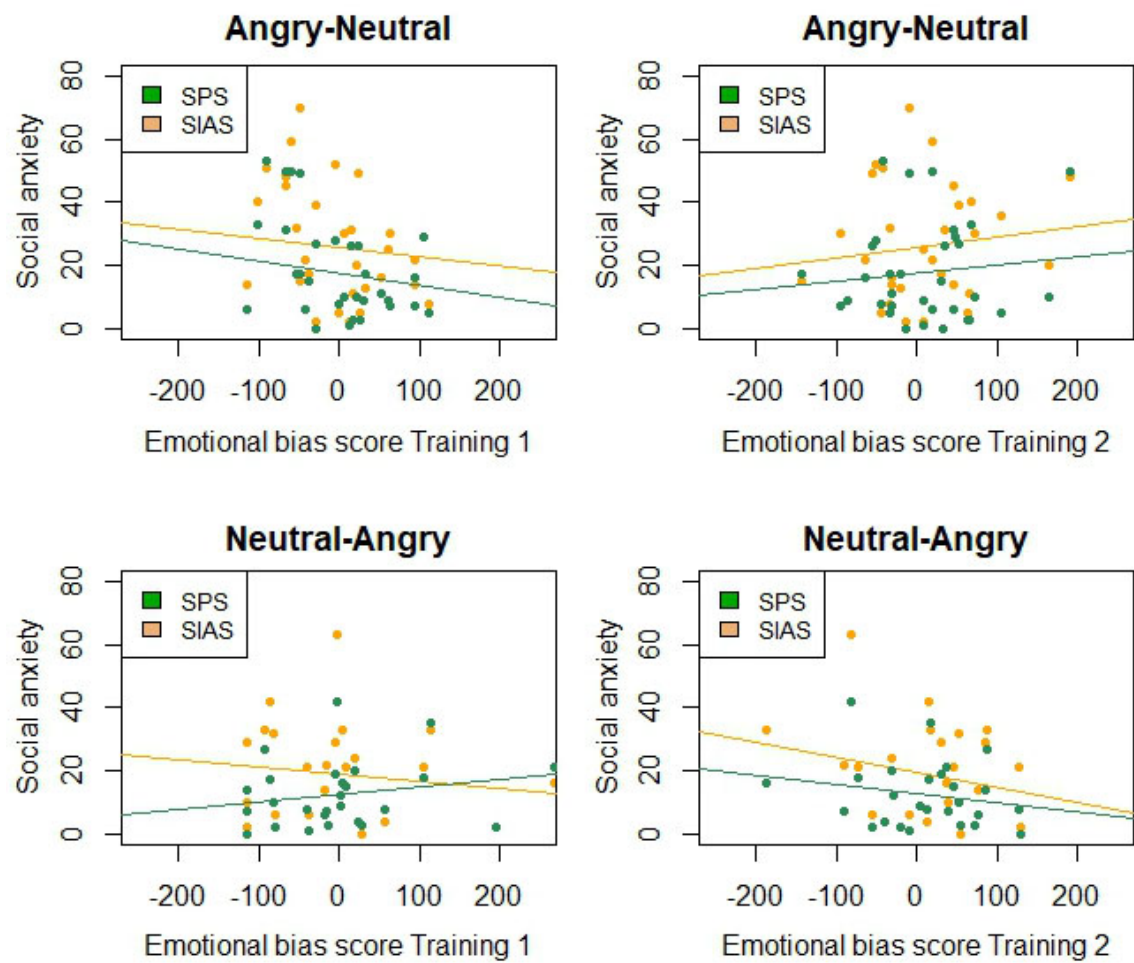 Angry-Neutral
Social anxiety
80
60
40
20
0
SPS
SIAS
-200 -100 0 100 200
Emotional bias score Training 1
Angry-Neutral
Social anxiety
80
60
40
20
0
SPS
SIAS
-200 -100 0 100 200
Emotional bias score Training 2
Neutral-Angry
Social anxiety
80
60
40
20
0
SPS
SIAS
-200 -100 0 100 200
Emotional bias score Training 1
Neutral-Angry
Social anxiety
80
60
40
20
0
SPS
SIAS
-200 -100 0 100 200
Emotional bias score Training 2